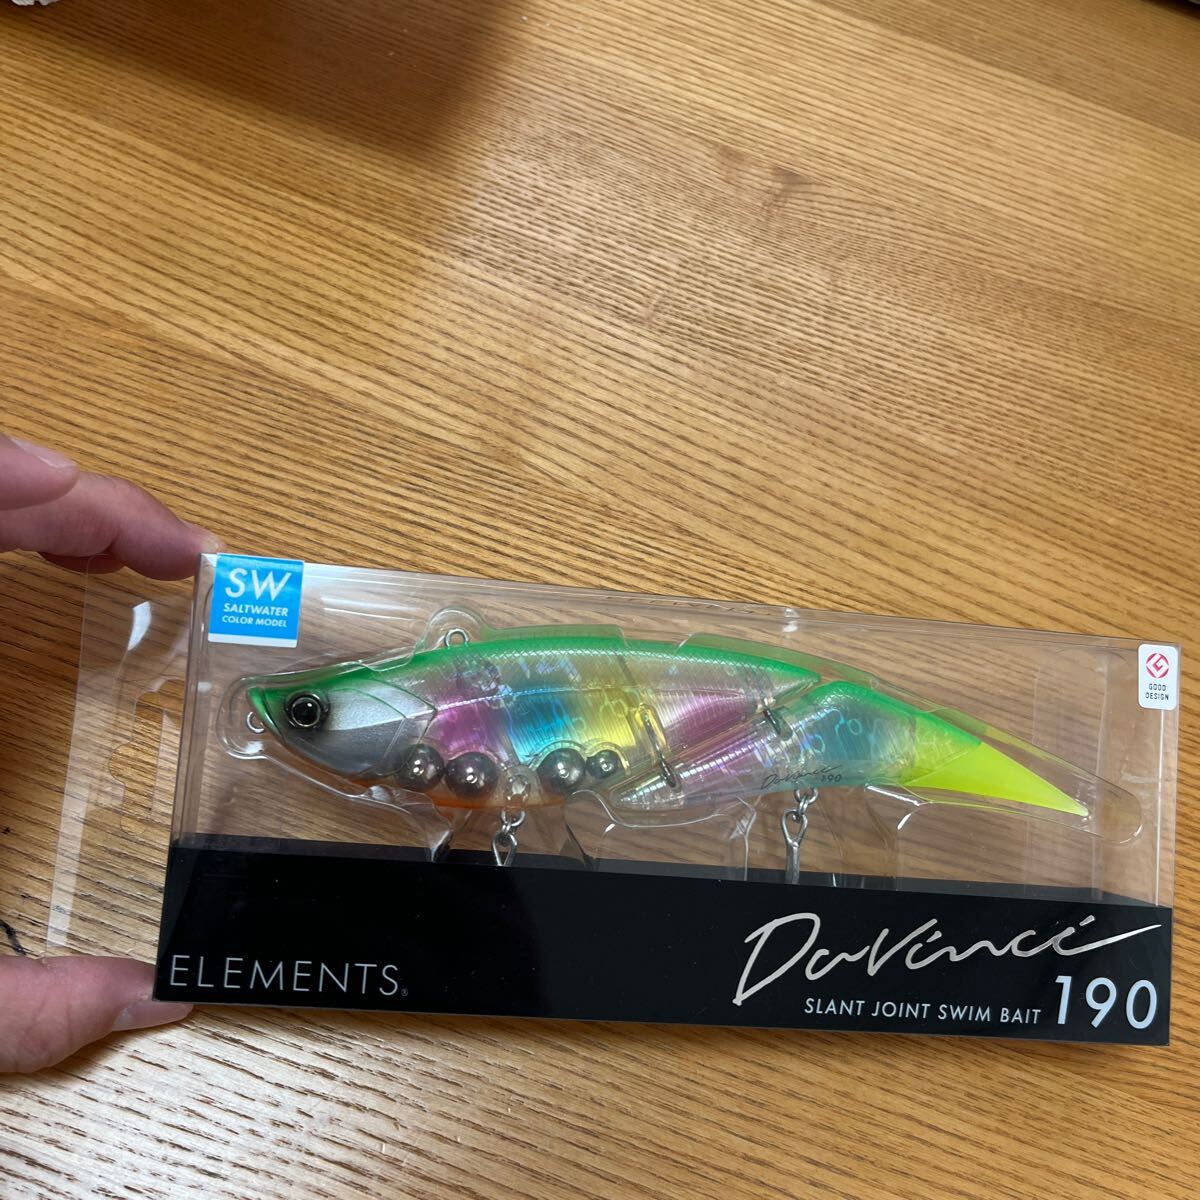 SW
SALTWATER
COLOR MODEL
GOOD
DESIGN
DaVinci
190
ELEMENTS®
DaVinci
SLANT JOINT SWIM BAIT 190